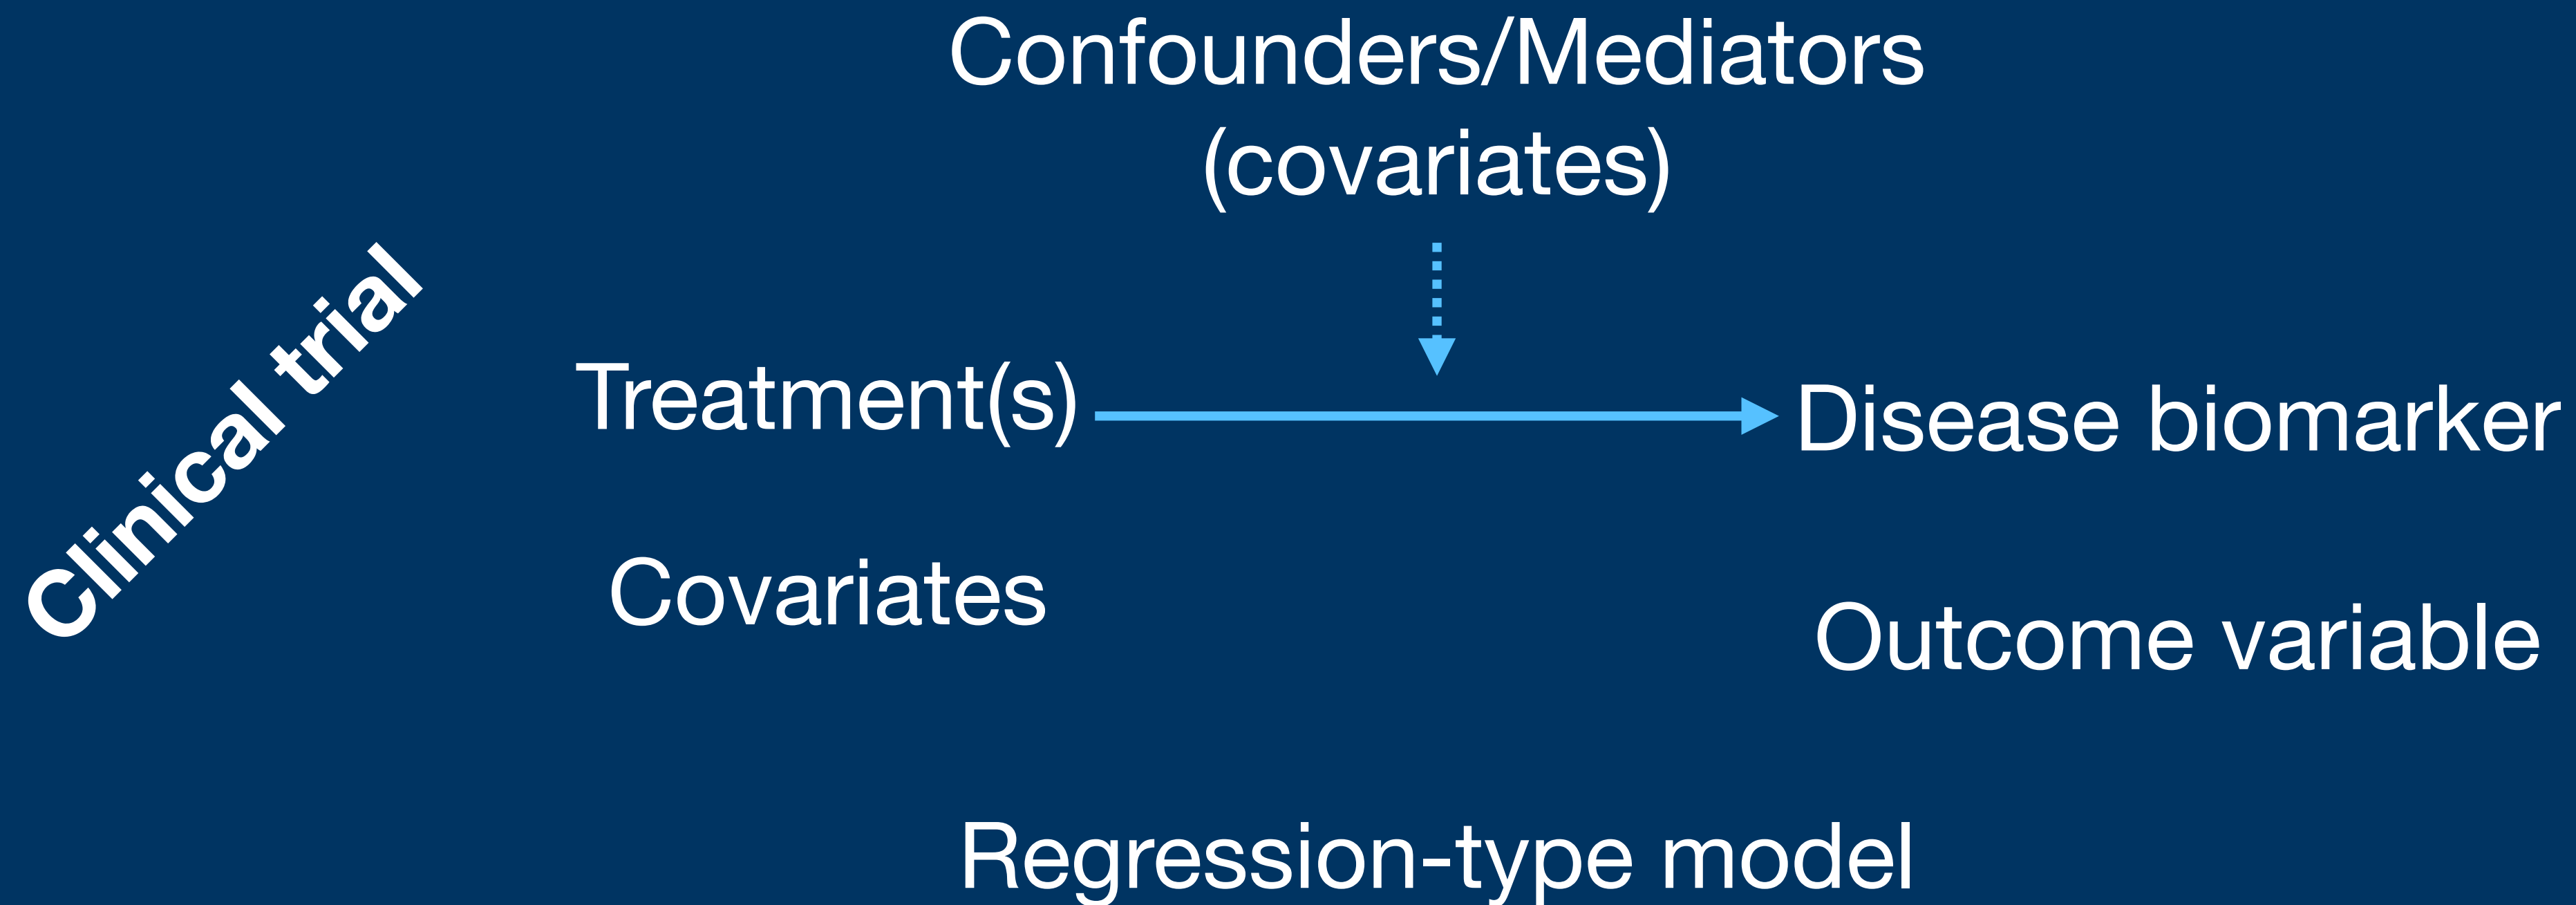 Confounders/Mediators
(covariates)
Clinical trial
Treatment(s)
Disease biomarker
Covariates
Outcome variable
Regression-type model